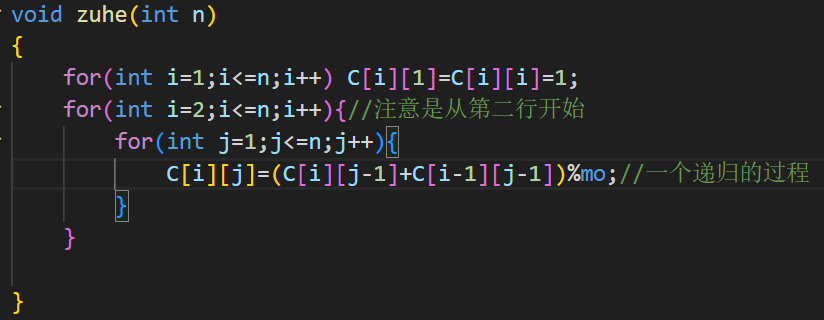 void zuhe(int n)
{
    for(int i=1;i<=n;i++) C[i][1]=C[i][i]=1;
    for(int i=2;i<=n;i++){//注意是从第二行开始
        for(int j=1;j<=n;j++){
            C[i][j]=(C[i][j-1]+C[i-1][j-1])%mo;//一个递归的过程
        }
    }
}